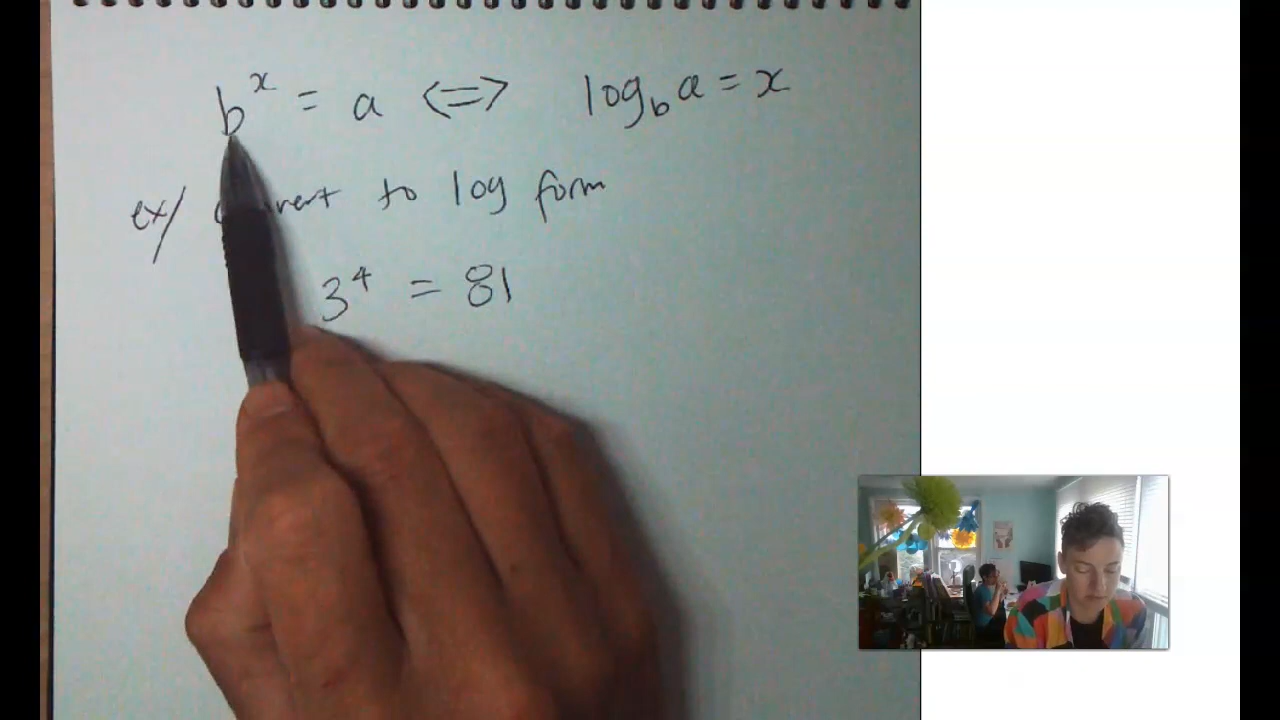 b^x = a <=> log_b a = x
ex/ to log form
3^4 = 81